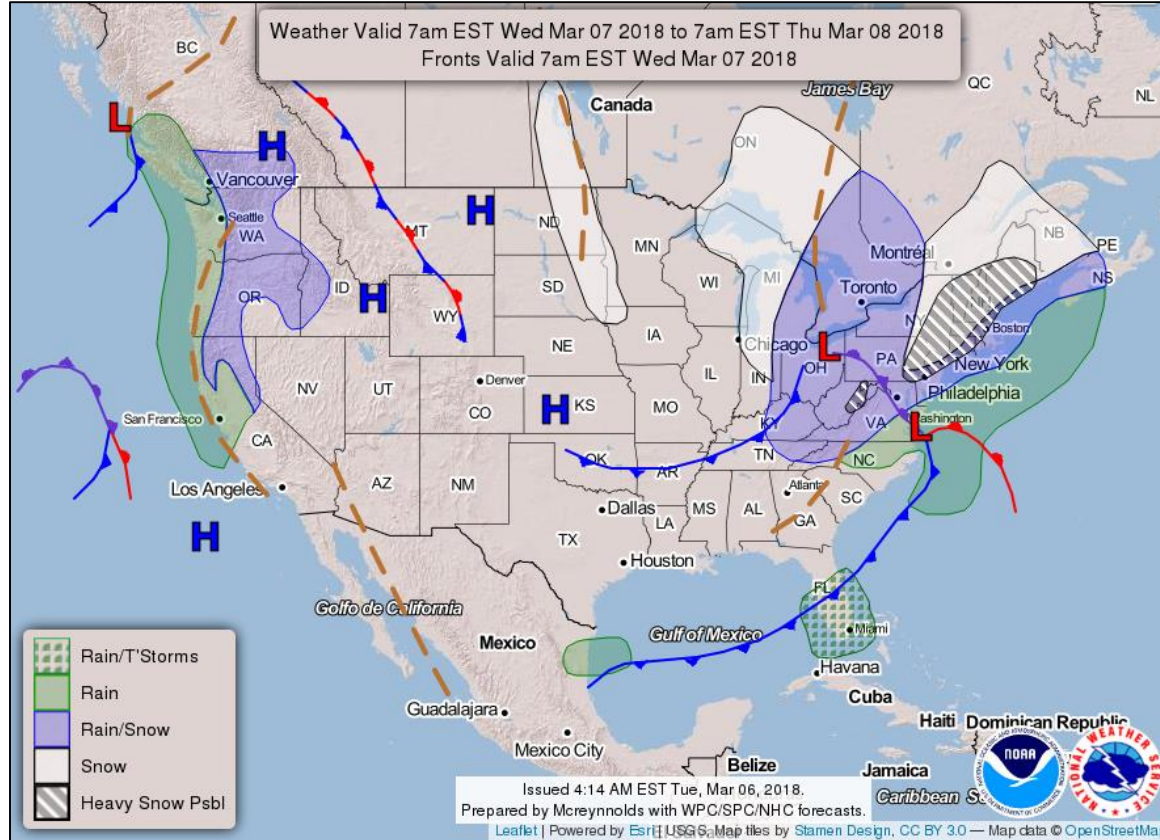 Weather Valid 7am EST Wed Mar 07 2018 to 7am EST Thu Mar 08 2018
Fronts Valid 7am EST Wed Mar 07 2018
BC
Canada
James Bay
QC
NL
L
H
ON
Vancouver
Seattle
WA
MT
H
ND
MN
Montréal
NB
PE
NS
OR
ID
H
SD
WI
MI
Toronto
NY
NH
Boston
WY
IA
Chicago
L
New York
NE
IL
IN
OH
PA
Philadelphia
NV
UT
Denver
CO
H
KS
MO
KY
VA
Washington
L
San Francisco
CA
OK
TN
NC
AR
Los Angeles
AZ
NM
Atlanta
SC
Dallas
MS
AL
GA
H
TX
LA
Houston
FL
Golfo de California
Mexico
Gulf of Mexico
Miami
Havana
Guadalajara
Cuba
Mexico City
Haiti
Dominican Republic
Belize
Jamaica
Caribbean
Rain/T'Storms
Rain
Rain/Snow
Snow
Heavy Snow Psbl
NOAA
NATIONAL WEATHER SERVICE
Issued 4:14 AM EST Tue, Mar 06, 2018.
Prepared by Mcreynolds with WPC/SPC/NHC forecasts.
Leaflet | Powered by Esri | USGS, Map tiles by Stamen Design, CC BY 3.0 — Map data © OpenStreetMa